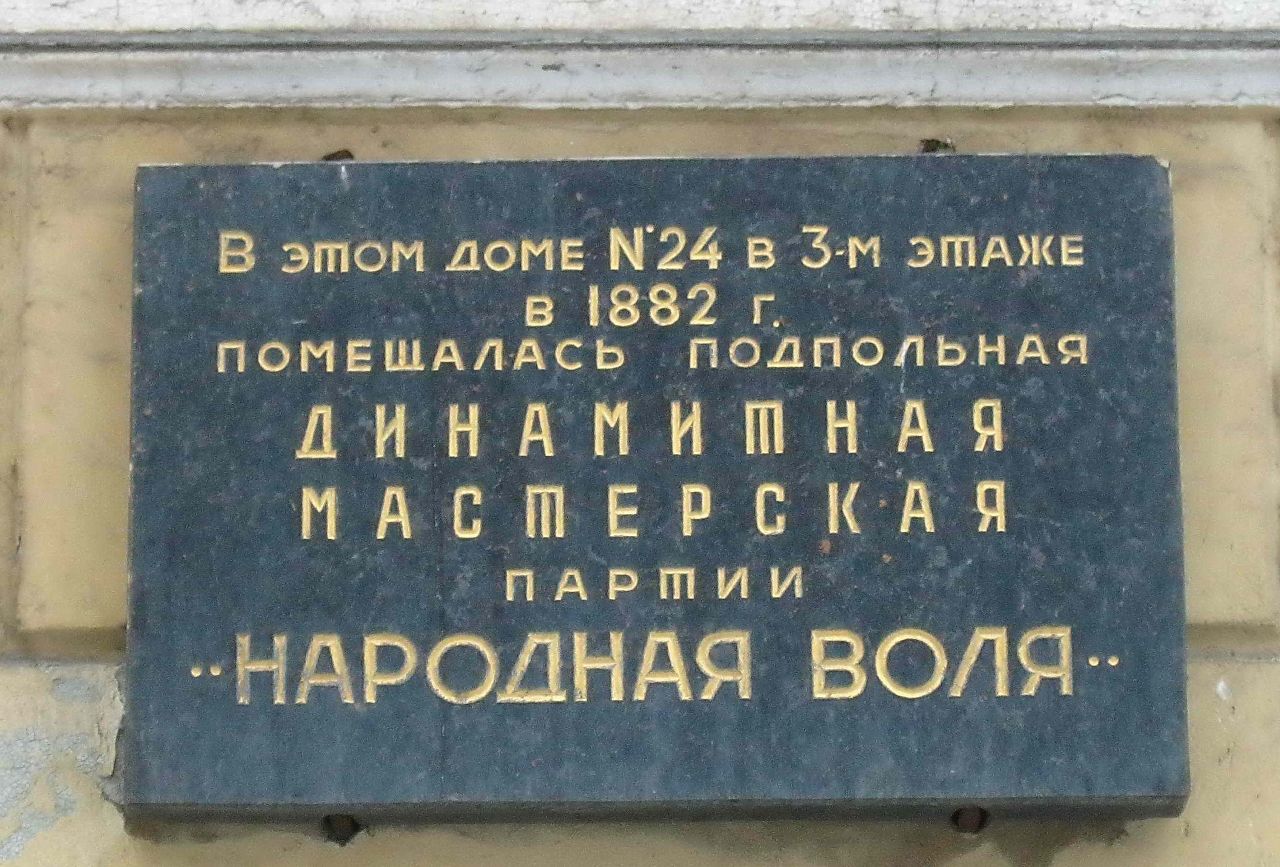 В этом доме №24 в 3-м этаже
в 1882 г.
помещалась подпольная
ДИНАМИТНАЯ
МАСТЕРСКАЯ
партии
"НАРОДНАЯ ВОЛЯ"